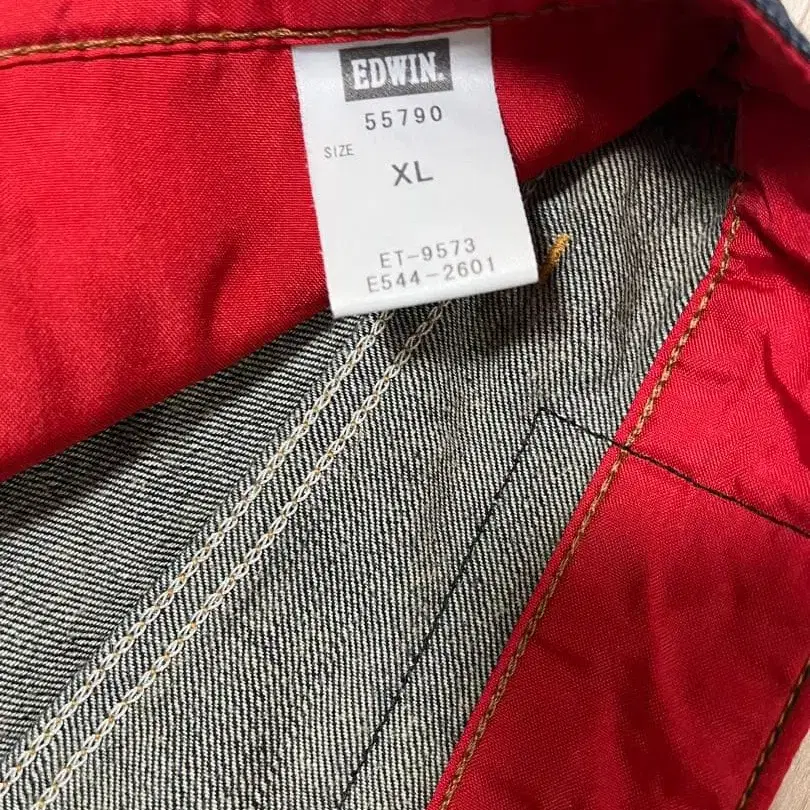 EDWIN.
55790
SIZE
XL
ET-9573
E544-2601